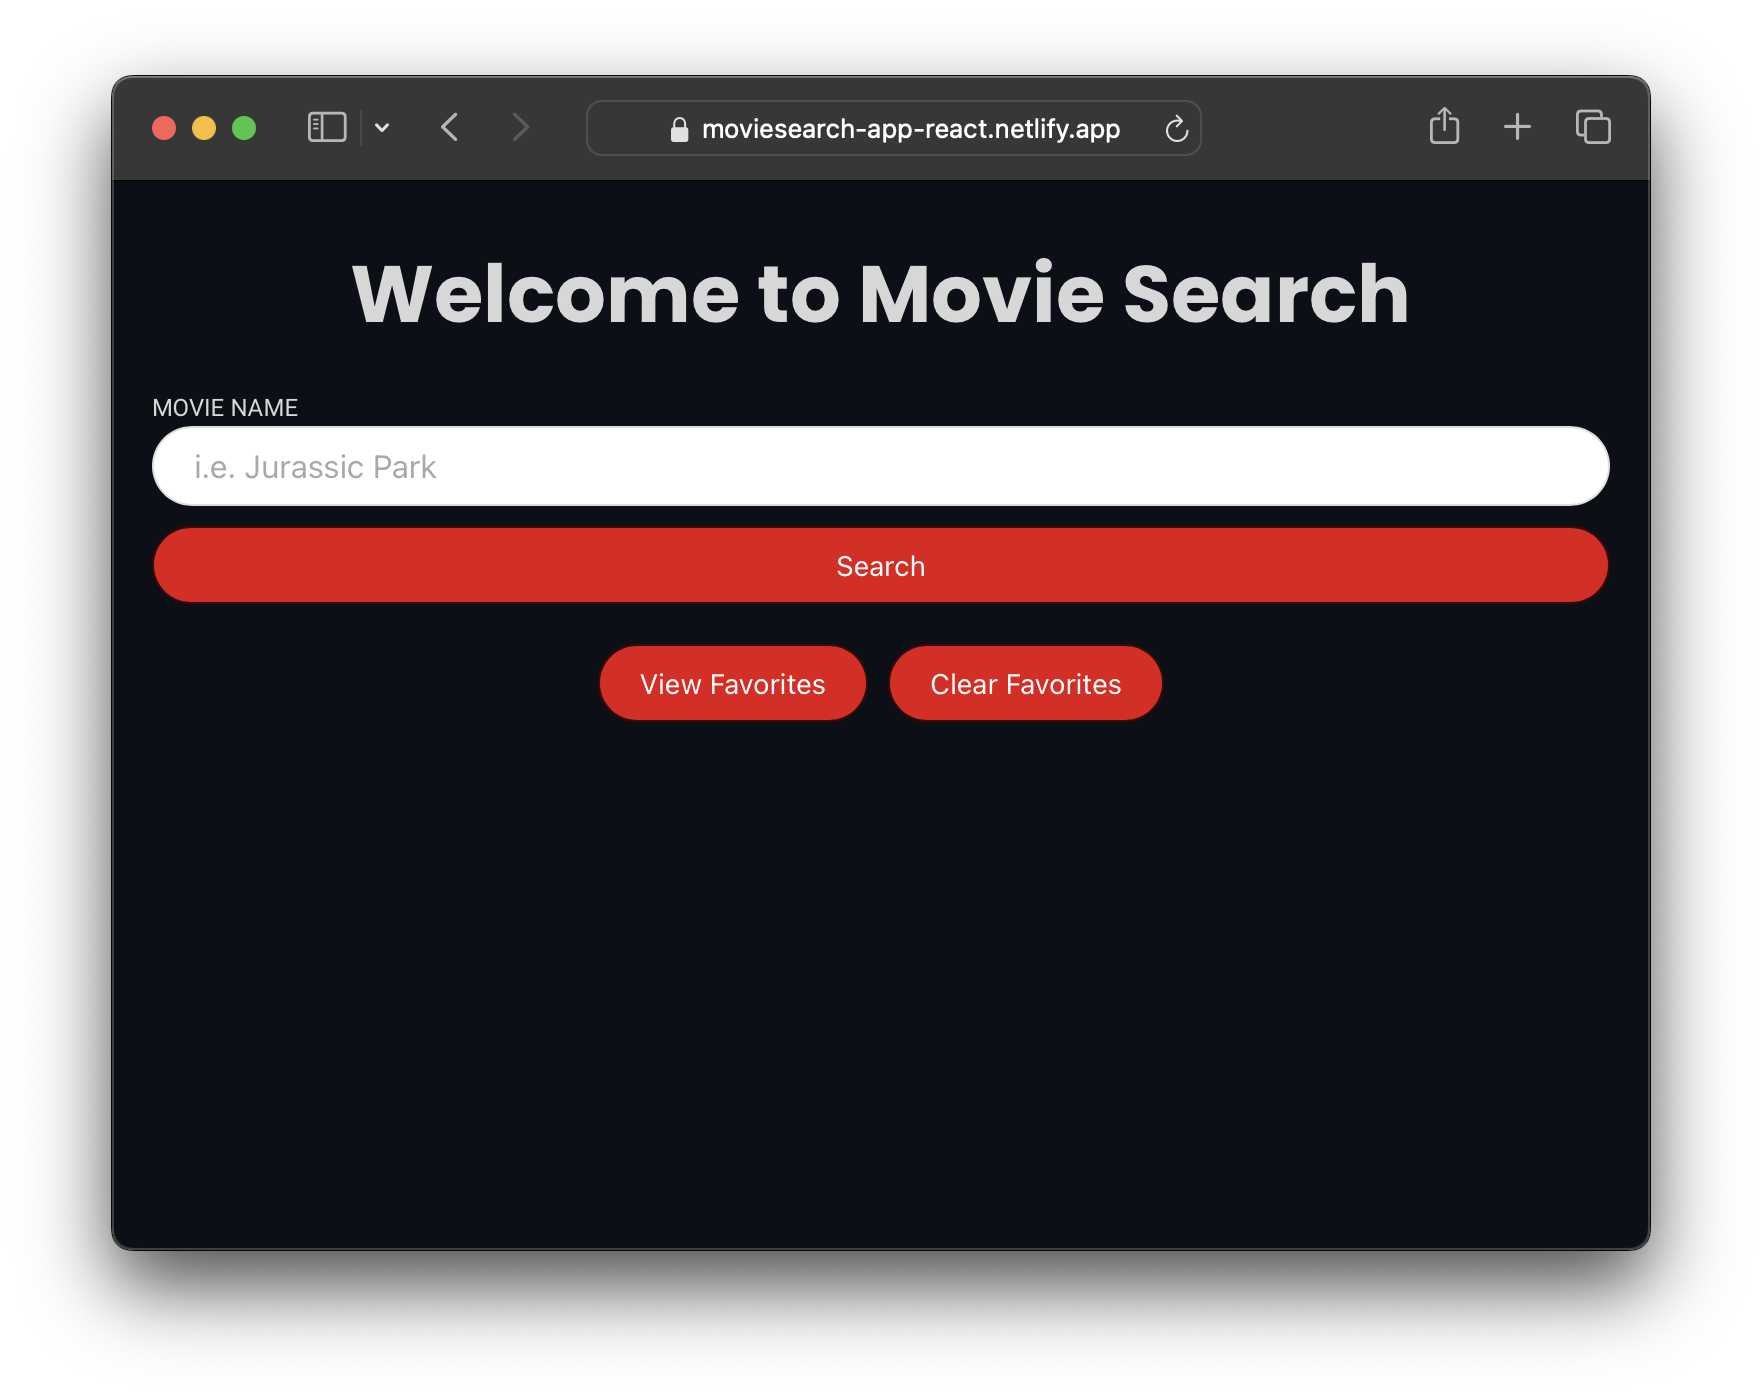 moviesearch-app-react.netlify.app
Welcome to Movie Search
MOVIE NAME
i.e. Jurassic Park
Search
View Favorites Clear Favorites